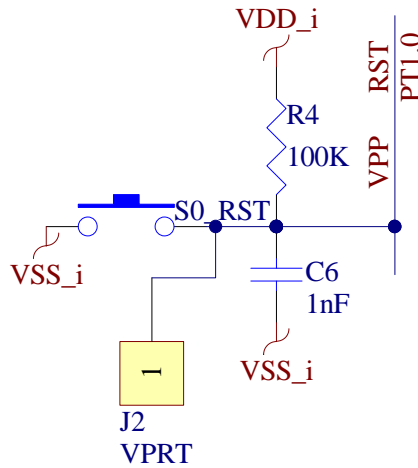 VDD_i
RST
PT1.0
R4
100K
VPP
S0_RST
VSS_i
C6
1nF
1
VSS_i
J2
VPRT